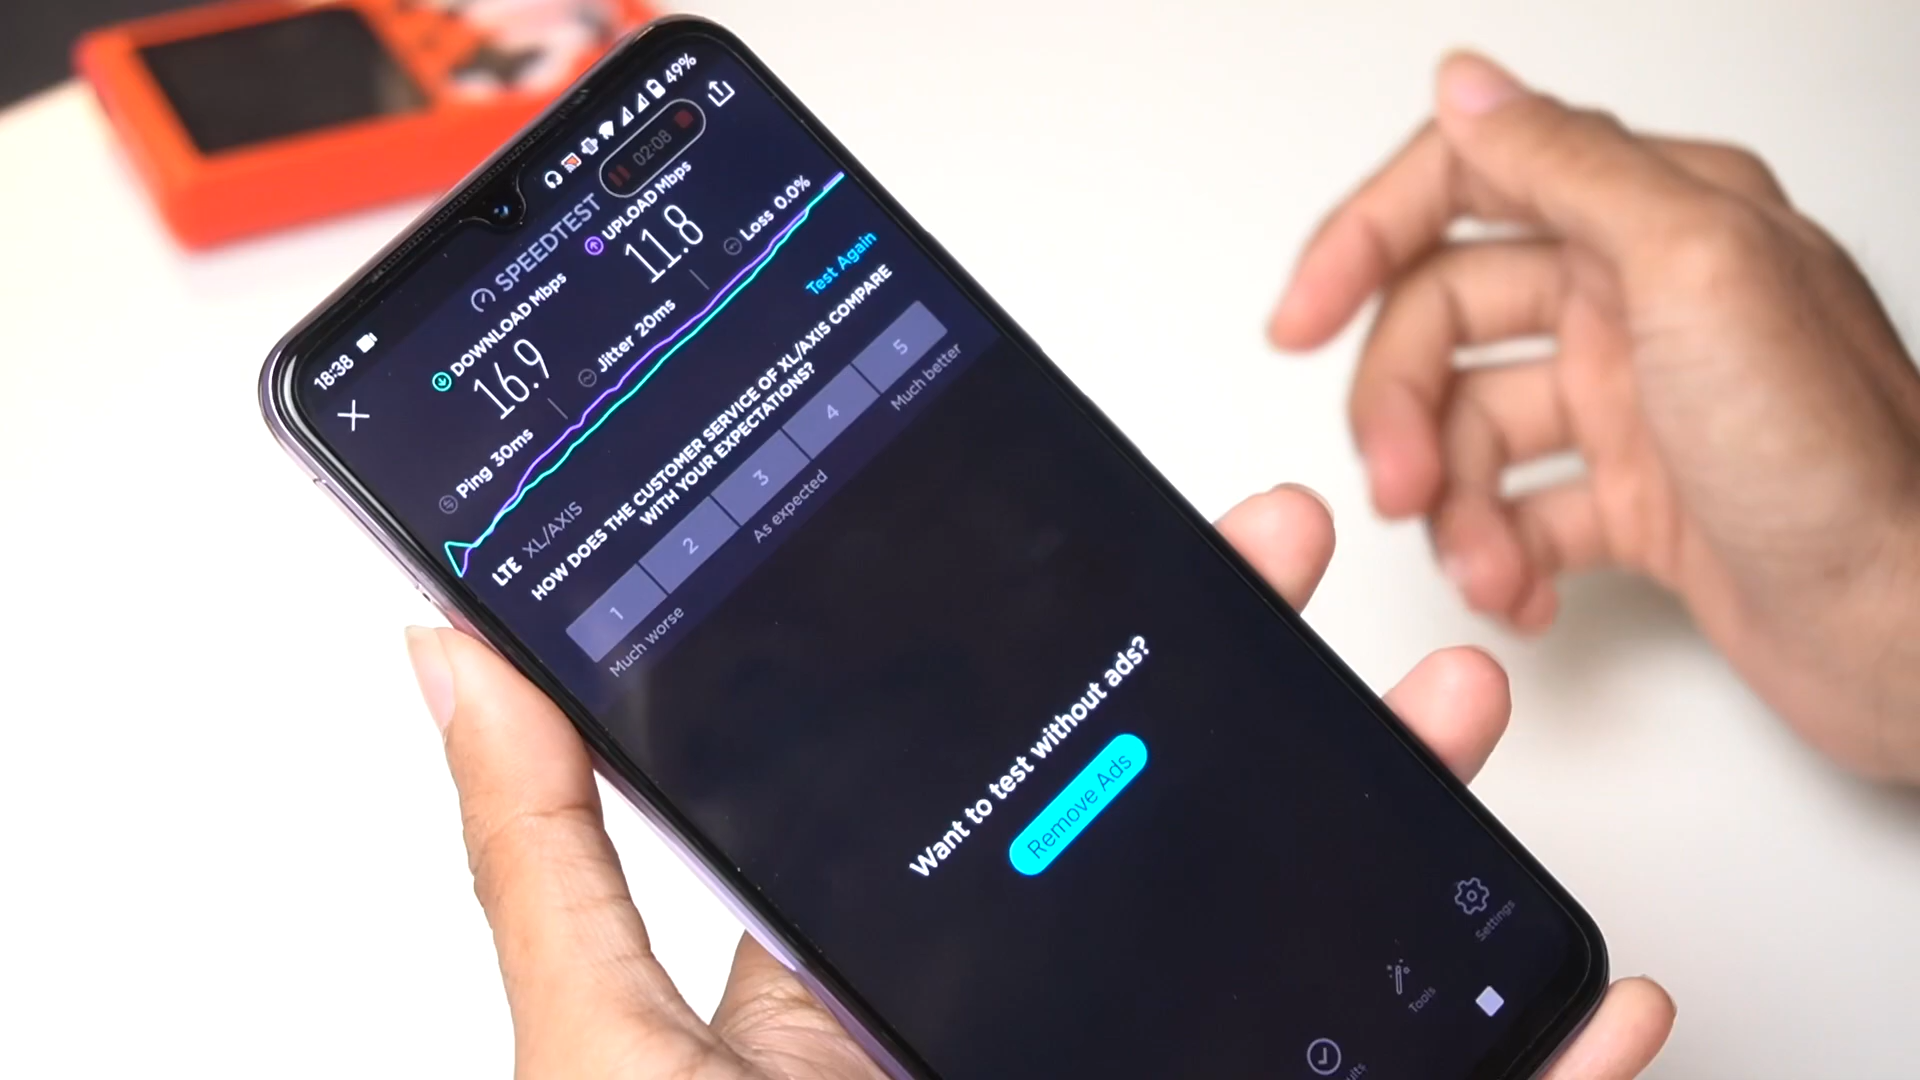 18:38
49%
02:08
SPEEDTEST
DOWNLOAD Mbps
16.9
UPLOAD Mbps
11.8
Ping 30ms
Jitter 20ms
Loss 0.0%
LTE XL/AXIS
Test Again
HOW DOES THE CUSTOMER SERVICE OF XL/AXIS COMPARE
WITH YOUR EXPECTATIONS?
1 2 3 4 5
Much worse As expected Much better
Want to test without ads?
Remove Ads
Tools
Settings